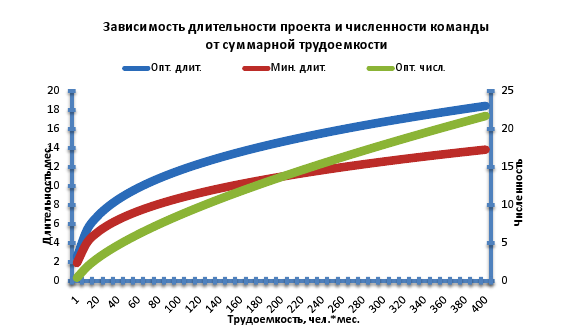 Зависимость длительности проекта и численности команды
от суммарной трудоемкости
Опт. длит. Мин. длит. Опт. числ.
20 25
18
16 20
14
12 15
10
8 10
6
4 5
2
0 0
Длительность, мес.
Численность
1 20 40 60 80 100 120 140 160 180 200 220 240 260 280 300 320 340 360 380 400
Трудоемкость, чел.*мес.